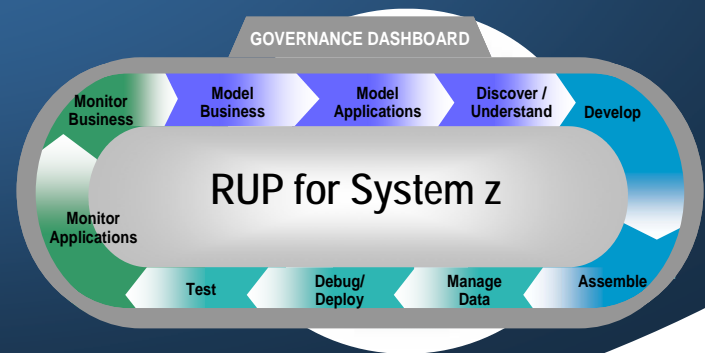 GOVERNANCE DASHBOARD
Monitor
Business
Model
Business
Model
Applications
Discover /
Understand
Develop
RUP for System z
Monitor
Applications
Test
Debug/
Deploy
Manage
Data
Assemble